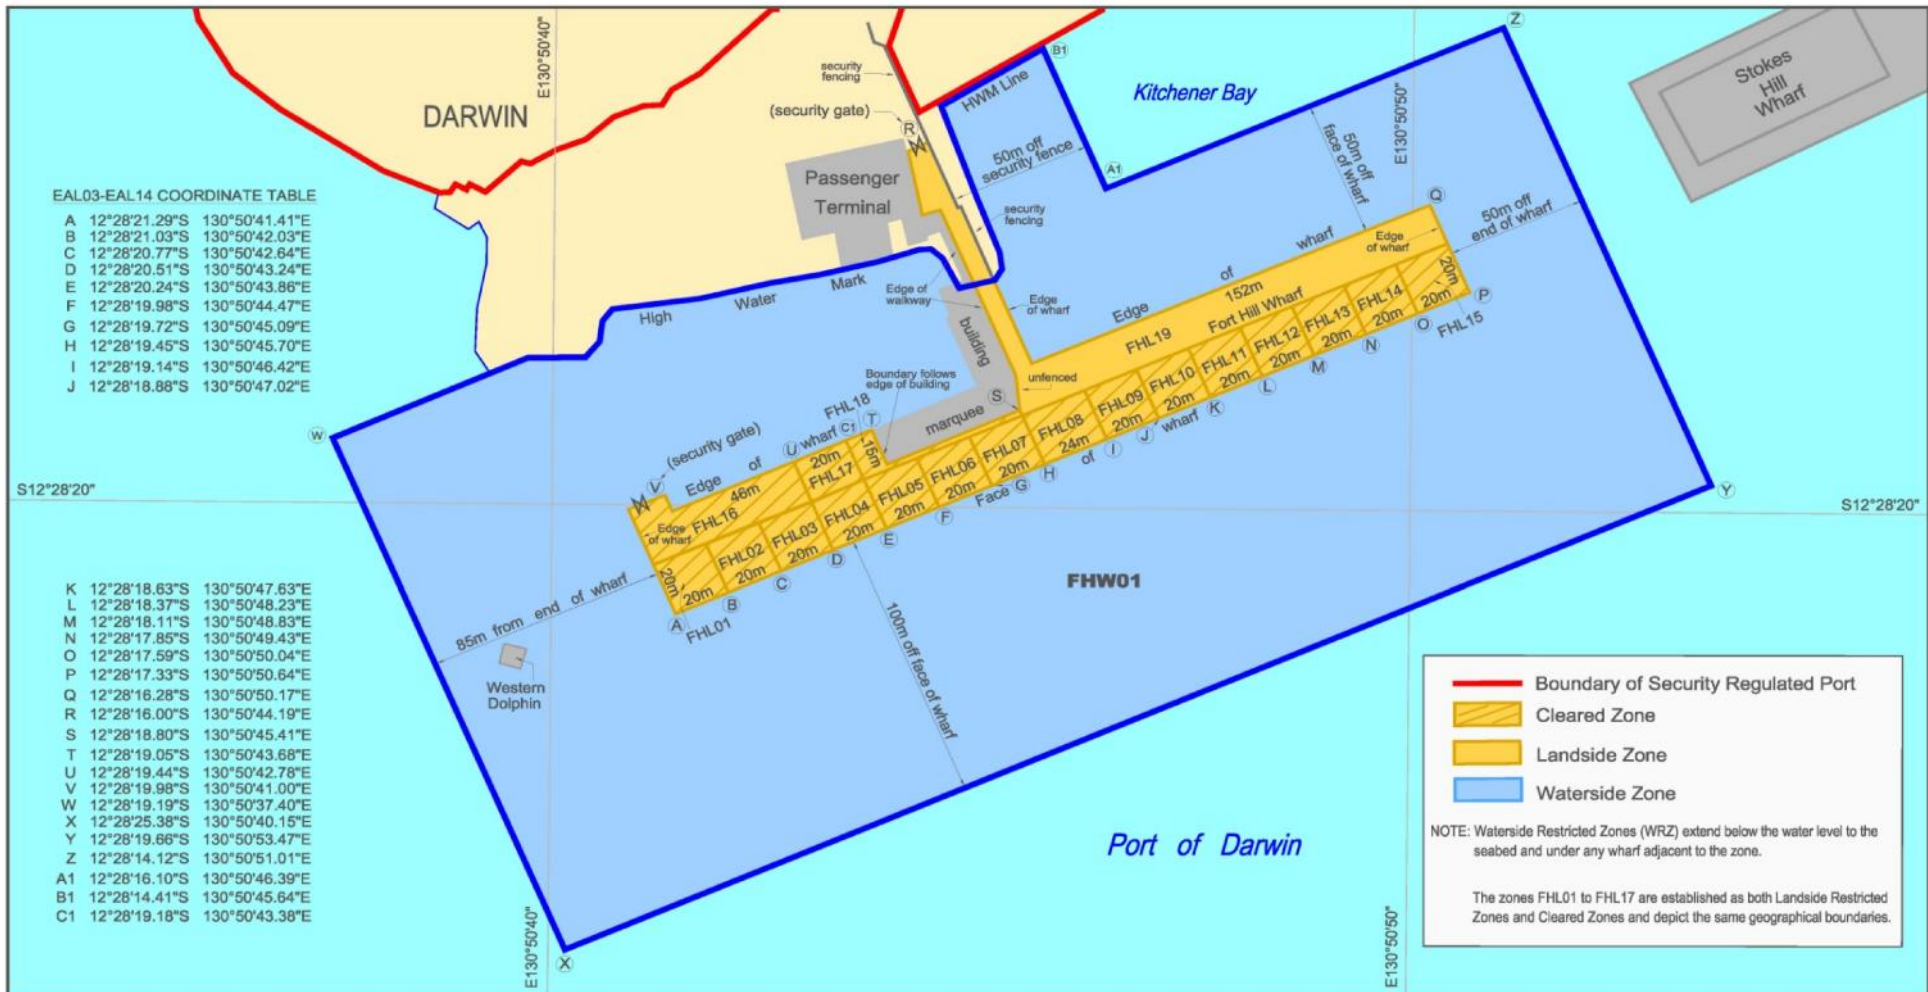 E130°50'40"
DARWIN
security
fencing
(security gate)
R
HWM Line
B1
Kitchener Bay
50m off
face of wharf
E130°50'50"
Z
Stokes
Hill
Wharf
50m off
security fence
A1
Passenger
Terminal
security
fencing
Q
50m off
end of wharf
EAL03-EAL14 COORDINATE TABLE
A 12°28'21.29"S 130°50'41.41"E
B 12°28'21.03"S 130°50'42.03"E
C 12°28'20.77"S 130°50'42.64"E
D 12°28'20.51"S 130°50'43.24"E
E 12°28'20.24"S 130°50'43.86"E
F 12°28'19.98"S 130°50'44.47"E
G 12°28'19.72"S 130°50'45.09"E
H 12°28'19.45"S 130°50'45.70"E
I 12°28'19.14"S 130°50'46.42"E
J 12°28'18.88"S 130°50'47.02"E
High Water Mark
Edge of
walkway
Edge
of wharf
building
Edge of wharf
152m
Edge
of wharf
FHL19
Fort Hill Wharf
20m
P
FHL15
unfenced
Boundary follows
edge of building
S
marquee
FHL18
T
C1
U
wharf
W
(security gate)
V
Edge of
46m
20m
15m
FHL16
FHL17
Edge
of wharf
20m
20m
FHL01
FHL02
20m
FHL03
20m
FHL04
20m
FHL05
20m
FHL06
20m
FHL07
20m
FHL08
24m
FHL09
20m
FHL10
20m
FHL11
20m
FHL12
20m
FHL13
20m
FHL14
20m
20m
A
B
C
D
E
F
Face
G
H
of
I
J
wharf
K
L
M
N
O
S12°28'20"
S12°28'20"
Y
FHW01
85m from end of wharf
100m off face of wharf
Western
Dolphin
K 12°28'18.63"S 130°50'47.63"E
L 12°28'18.37"S 130°50'48.23"E
M 12°28'18.11"S 130°50'48.83"E
N 12°28'17.85"S 130°50'49.43"E
O 12°28'17.59"S 130°50'50.04"E
P 12°28'17.33"S 130°50'50.64"E
Q 12°28'16.28"S 130°50'50.17"E
R 12°28'16.00"S 130°50'44.19"E
S 12°28'18.80"S 130°50'45.41"E
T 12°28'19.05"S 130°50'43.68"E
U 12°28'19.44"S 130°50'42.78"E
V 12°28'19.98"S 130°50'41.00"E
W 12°28'19.19"S 130°50'37.40"E
X 12°28'25.38"S 130°50'40.15"E
Y 12°28'19.66"S 130°50'53.47"E
Z 12°28'14.12"S 130°50'51.01"E
A1 12°28'16.10"S 130°50'46.39"E
B1 12°28'14.41"S 130°50'45.64"E
C1 12°28'19.18"S 130°50'43.38"E
Port of Darwin
E130°50'40"
X
E130°50'50"
Boundary of Security Regulated Port
Cleared Zone
Landside Zone
Waterside Zone
NOTE: Waterside Restricted Zones (WRZ) extend below the water level to the
seabed and under any wharf adjacent to the zone.
The zones FHL01 to FHL17 are established as both Landside Restricted
Zones and Cleared Zones and depict the same geographical boundaries.